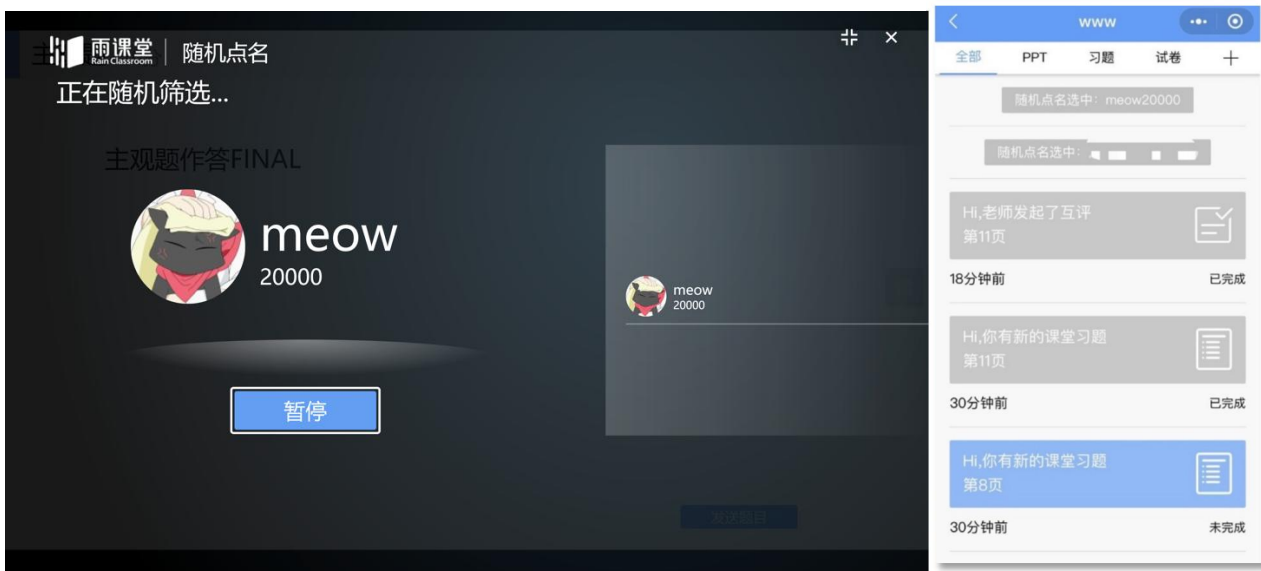 雨课堂
Rain Classroom
随机点名
正在随机筛选...
主观题作答FINAL
meow
20000
暂停
meow
20000
发送题目
www
全部 PPT 习题 试卷
随机点名选中：meow20000
随机点名选中：
Hi,老师发起了互评
第11页
18分钟前 已完成
Hi,你有新的课堂习题
第11页
30分钟前 已完成
Hi,你有新的课堂习题
第8页
30分钟前 未完成